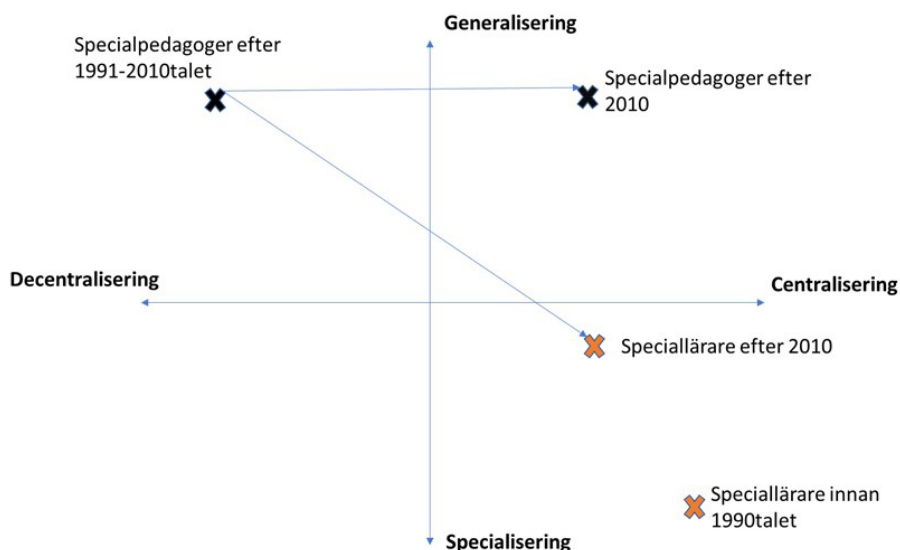 Generalisering
Specialpedagoger efter
1991-2010talet
Specialpedagoger efter
2010
Decentralisering
Centralisering
Speciallärare efter 2010
Speciallärare innan
1990talet
Specialisering